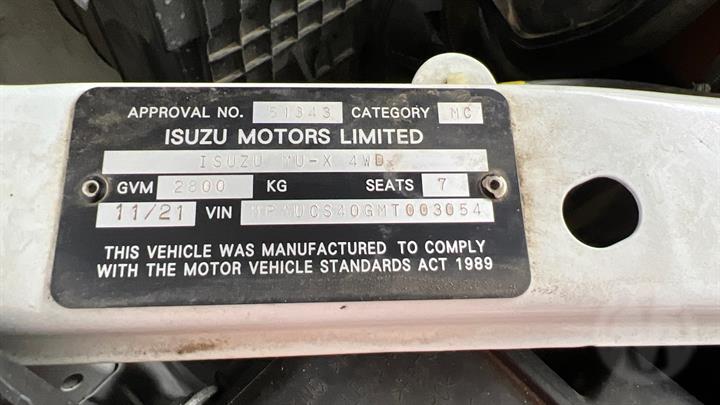 APPROVAL NO. 51343 CATEGORY MC
ISUZU MOTORS LIMITED
ISUZU MU-X 4WD
GVM 2800 KG SEATS 7
11/21 VIN MPAUCS40GMT003054
THIS VEHICLE WAS MANUFACTURED TO COMPLY
WITH THE MOTOR VEHICLE STANDARDS ACT 1989